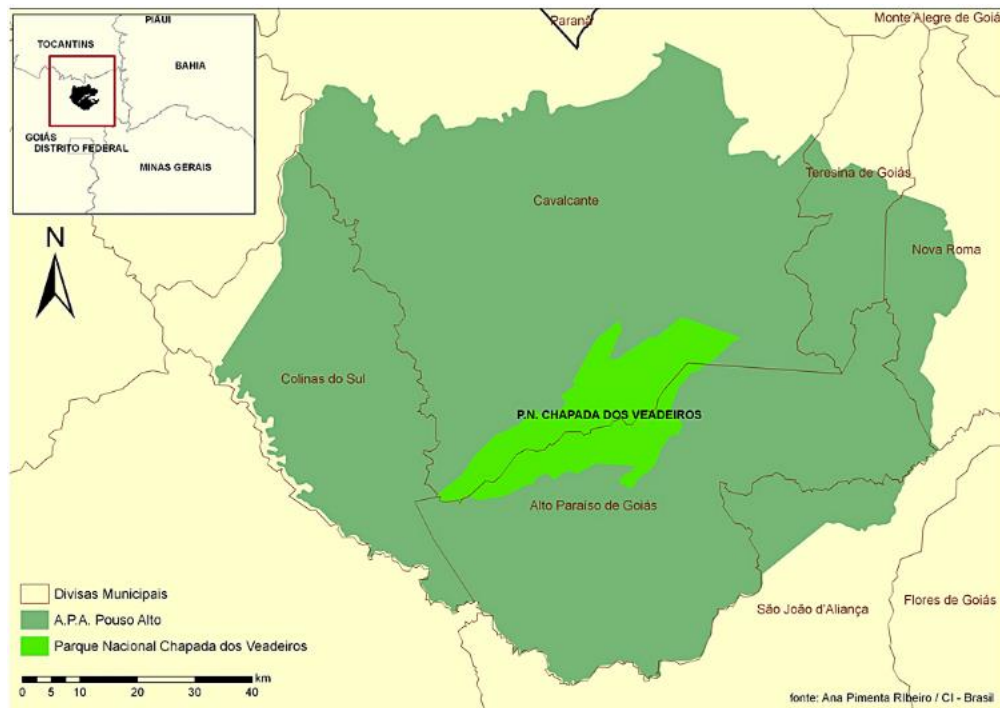 PIAUÍ
TOCANTINS
BAHIA
GOIÁS
DISTRITO FEDERAL
MINAS GERAIS
Paranã
Monte Alegre de Goiá
Teresina de Goiás
Cavalcante
Nova Roma
N
Colinas do Sul
P.N. CHAPADA DOS VEADEIROS
Alto Paraíso de Goiás
São João d'Aliança
Flores de Goiás
Divisas Municipais
A.P.A. Pouso Alto
Parque Nacional Chapada dos Veadeiros
km
0 5 10 20 30 40
fonte: Ana Pimenta RIbeiro / CI - Brasil